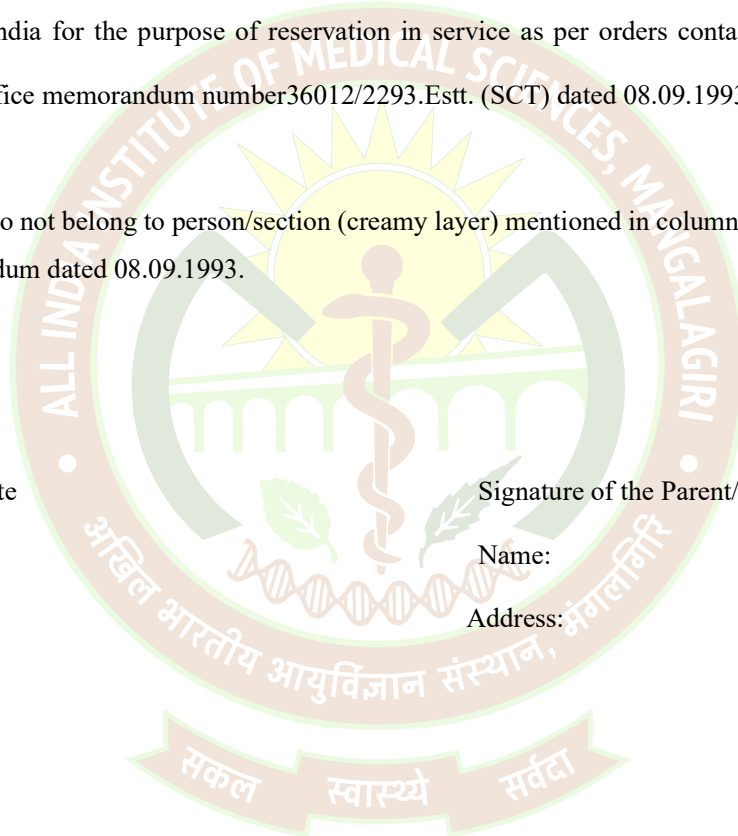 ndia for the purpose of reservation in service as per orders conta
fice memorandum number36012/2293.Estt. (SCT) dated 08.09.1993
o not belong to person/section (creamy layer) mentioned in column
dum dated 08.09.1993.
te
Signature of the Parent/
Name:
Address:
ALL INDIA INSTITUTE OF MEDICAL SCIENCES, MANGALAGIRI
अखिल भारतीय आयुर्विज्ञान संस्थान, मंगलगिरि
सकल स्वास्थ्ये सर्वदा